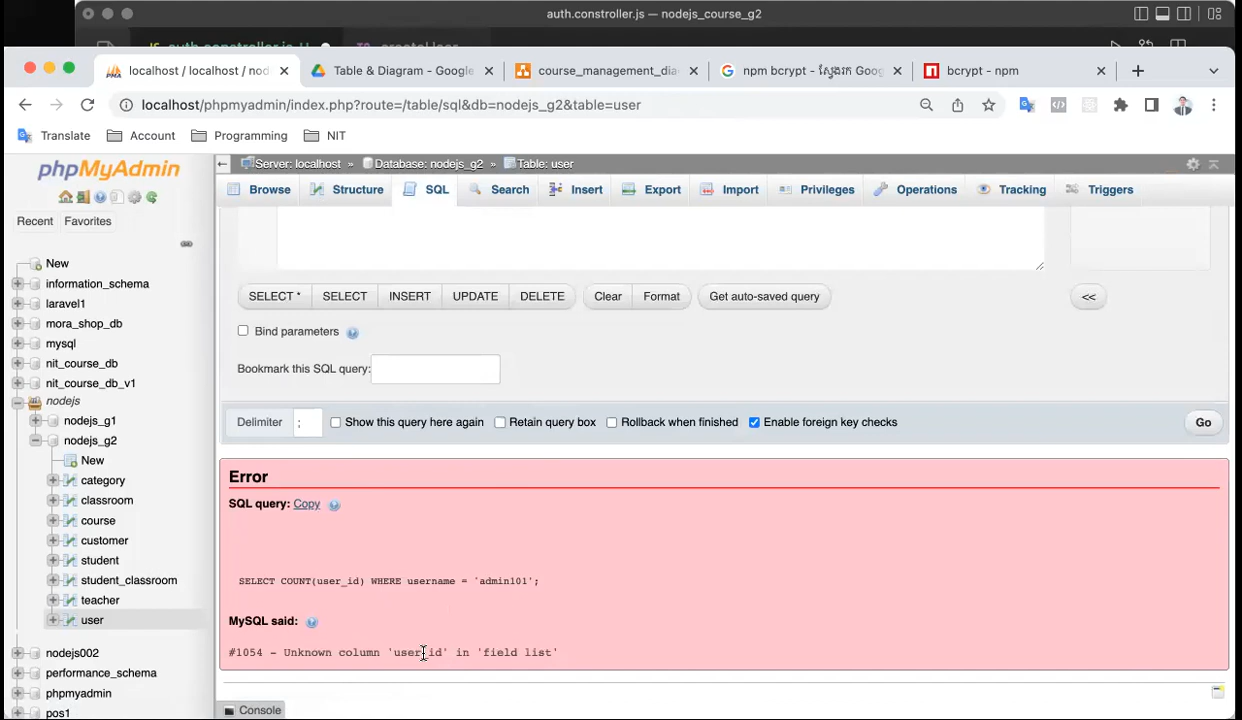 auth.constroller.js — nodejs_course_g2
localhost / localhost / nod
Table & Diagram - Google
course_management_dia
npm bcrypt - ស្វែងរក Goog
bcrypt - npm
localhost/phpmyadmin/index.php?route=/table/sql&db=nodejs_g2&table=user
Translate
Account
Programming
NIT
phpMyAdmin
Recent
Favorites
New
information_schema
laravel1
mora_shop_db
mysql
nit_course_db
nit_course_db_v1
nodejs
nodejs_g1
nodejs_g2
New
category
classroom
course
customer
student
student_classroom
teacher
user
nodejs002
performance_schema
phpmyadmin
pos1
Server: localhost » Database: nodejs_g2 » Table: user
Browse
Structure
SQL
Search
Insert
Export
Import
Privileges
Operations
Tracking
Triggers
SELECT *
SELECT
INSERT
UPDATE
DELETE
Clear
Format
Get auto-saved query
<<
Bind parameters
Bookmark this SQL query:
Delimiter ;
Show this query here again
Retain query box
Rollback when finished
Enable foreign key checks
Go
Error
SQL query: Copy
SELECT COUNT(user_id) WHERE username = 'admin101';
MySQL said:
#1054 - Unknown column 'user_id' in 'field list'
Console